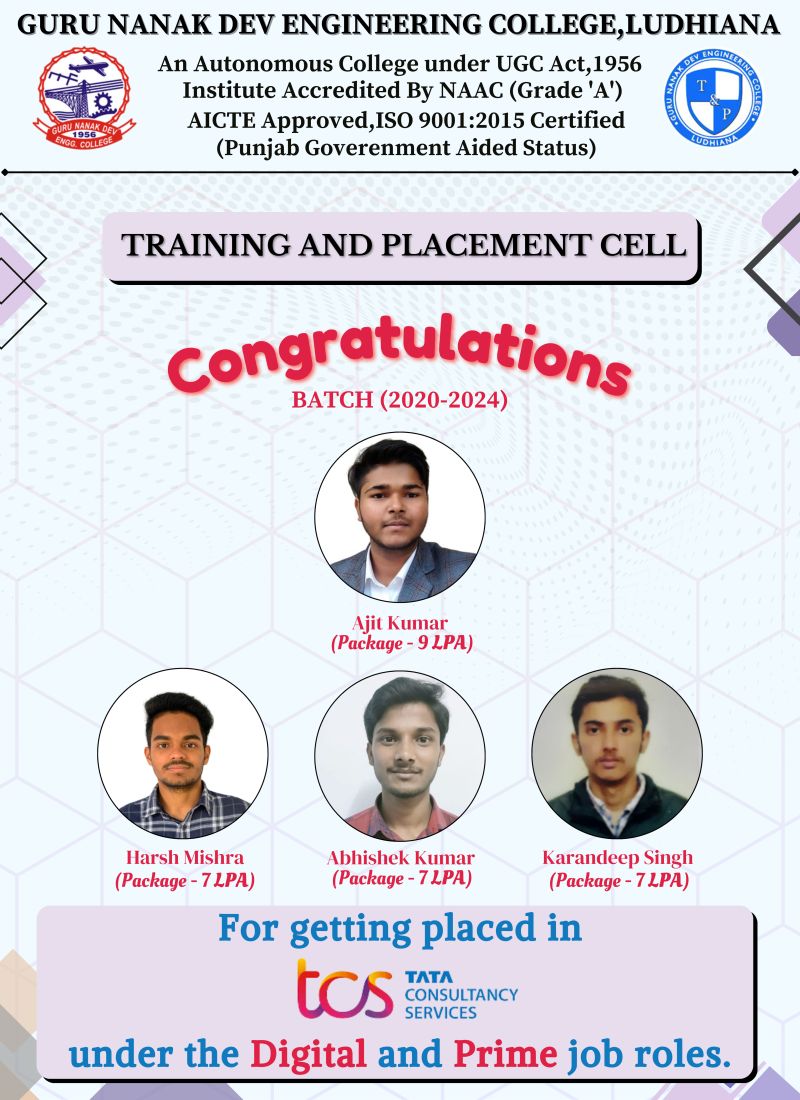 GURU NANAK DEV ENGINEERING COLLEGE,LUDHIANA
An Autonomous College under UGC Act,1956
Institute Accredited By NAAC (Grade 'A')
AICTE Approved,ISO 9001:2015 Certified
(Punjab Goverenment Aided Status)
GURU NANAK DEV
1956
ENGG. COLLEGE
GURU NANAK DEV ENGINEERING COLLEGE,
T & P
LUDHIANA
TRAINING AND PLACEMENT CELL
Congratulations
BATCH (2020-2024)
Ajit Kumar
(Package - 9 LPA)
Harsh Mishra
(Package - 7 LPA)
Abhishek Kumar
(Package - 7 LPA)
Karandeep Singh
(Package - 7 LPA)
For getting placed in
tcs TATA
CONSULTANCY
SERVICES
under the Digital and Prime job roles.